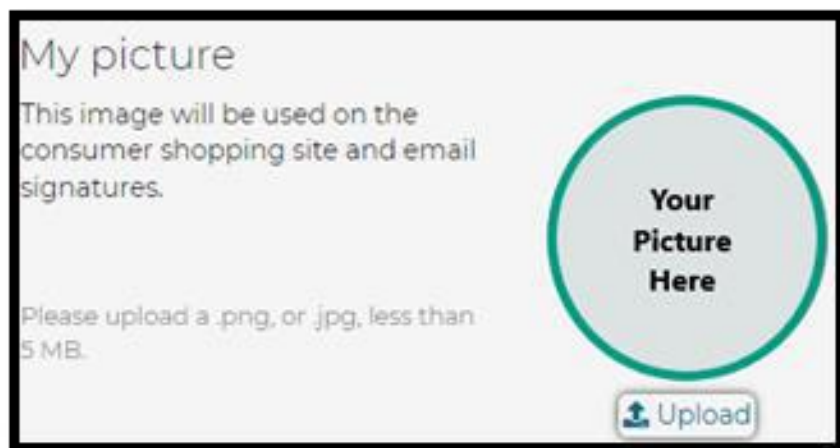 My picture
This image will be used on the
consumer shopping site and email
signatures.
Please upload a .png, or .jpg, less than
5 MB.
Your
Picture
Here
Upload